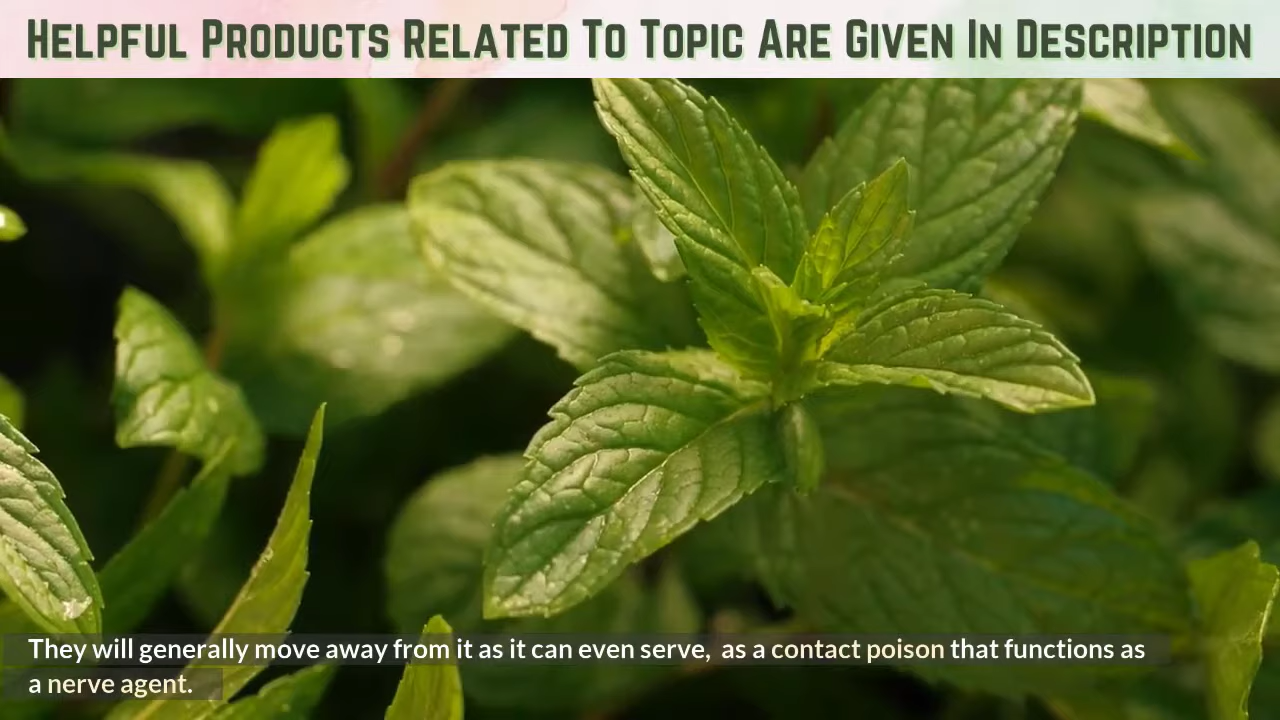 Helpful Products Related To Topic Are Given In Description
They will generally move away from it as it can even serve, as a contact poison that functions as
a nerve agent.